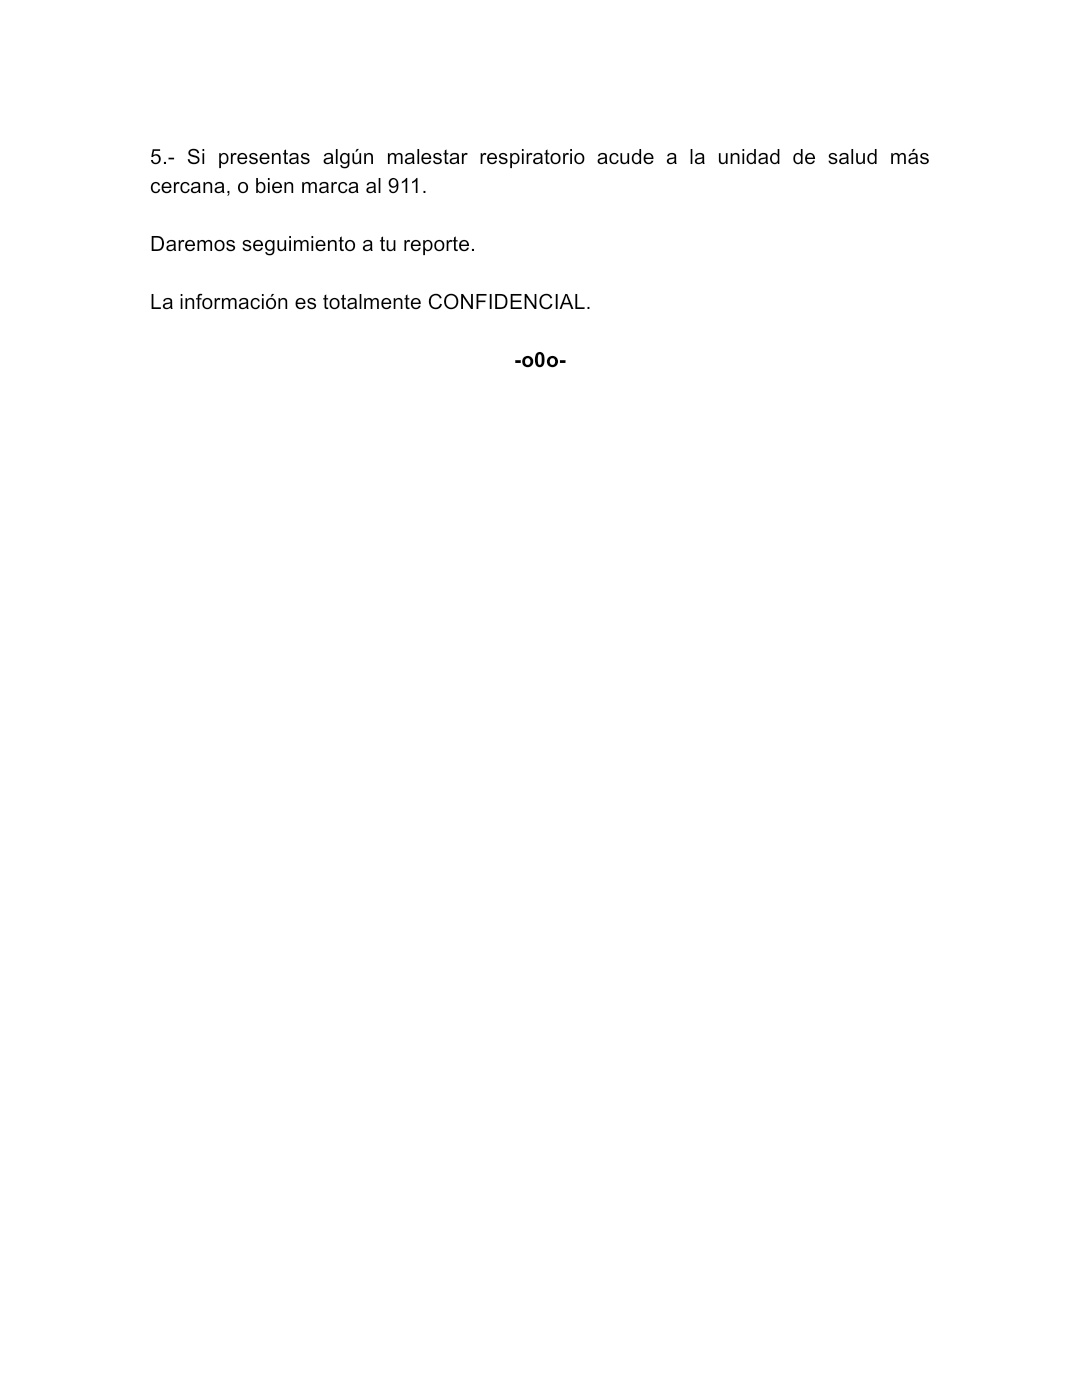 5.- Si presentas algún malestar respiratorio acude a la unidad de salud más
cercana, o bien marca al 911.
Daremos seguimiento a tu reporte.
La información es totalmente CONFIDENCIAL.
-o0o-